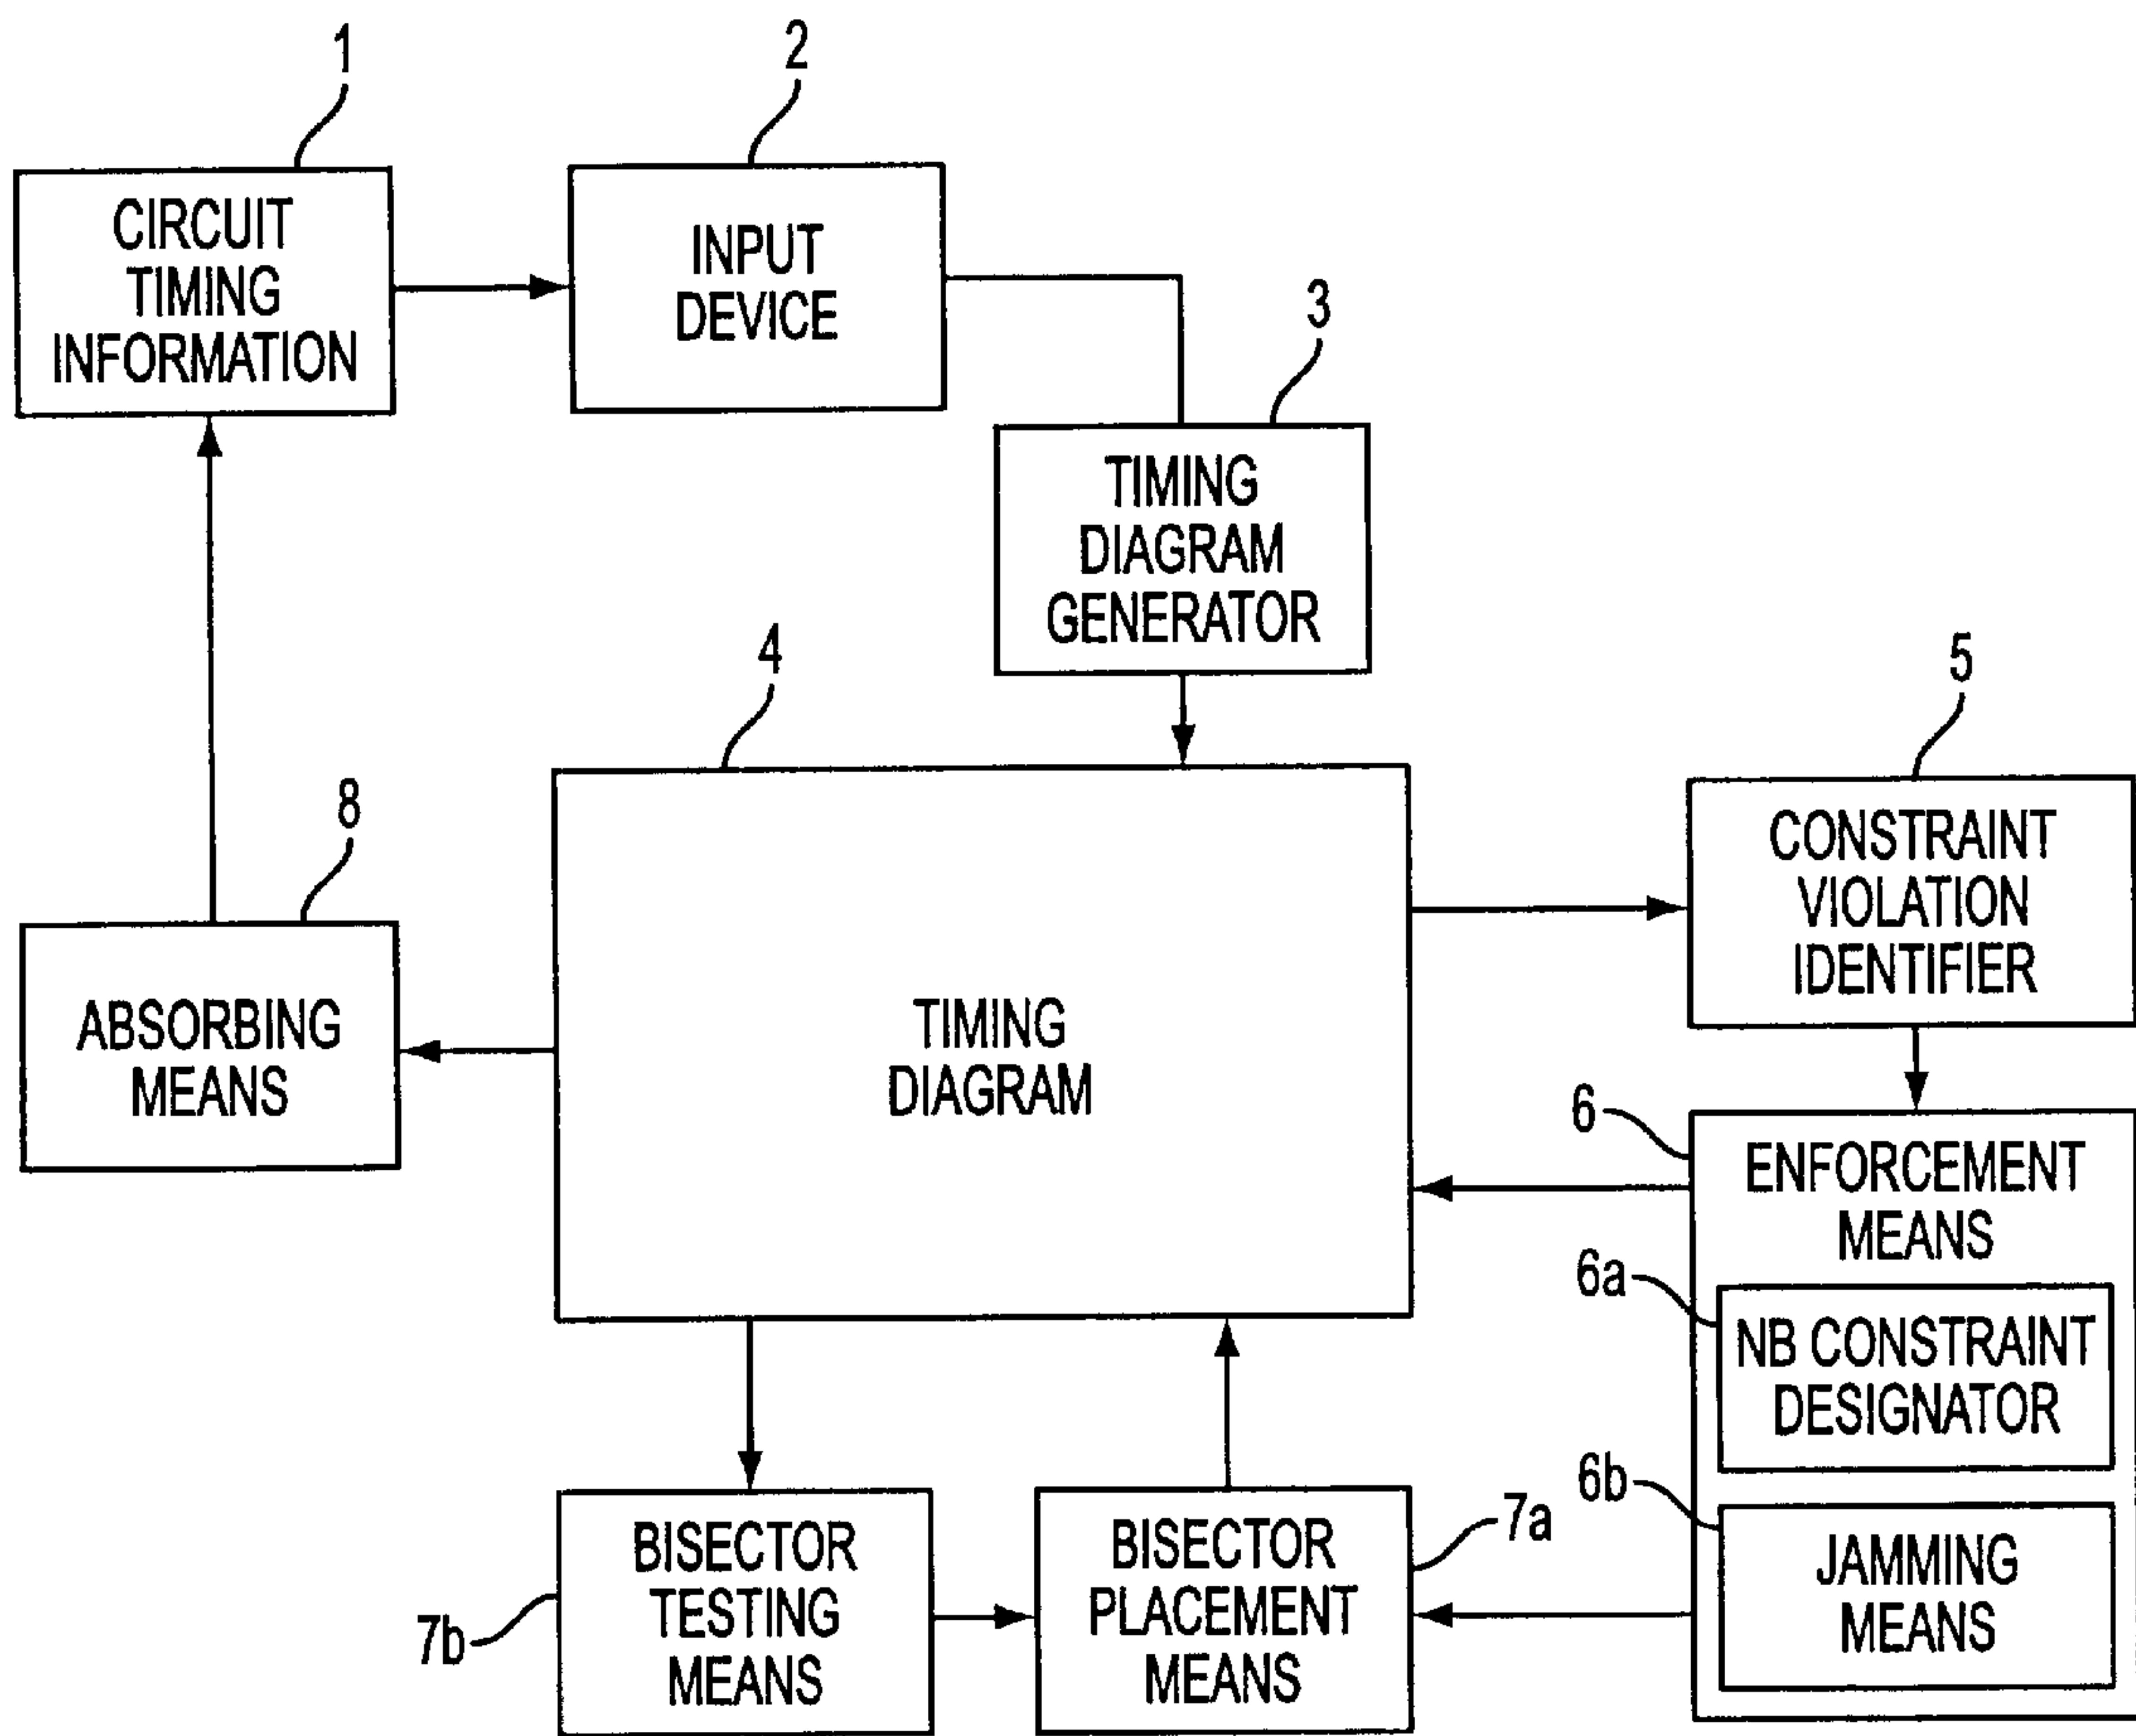 1
2
CIRCUIT
TIMING
INFORMATION
INPUT
DEVICE
3
TIMING
DIAGRAM
GENERATOR
4
5
8
TIMING
DIAGRAM
CONSTRAINT
VIOLATION
IDENTIFIER
ABSORBING
MEANS
6
ENFORCEMENT
MEANS
6a
NB CONSTRAINT
DESIGNATOR
6b
JAMMING
MEANS
7b
BISECTOR
TESTING
MEANS
BISECTOR
PLACEMENT
MEANS
7a